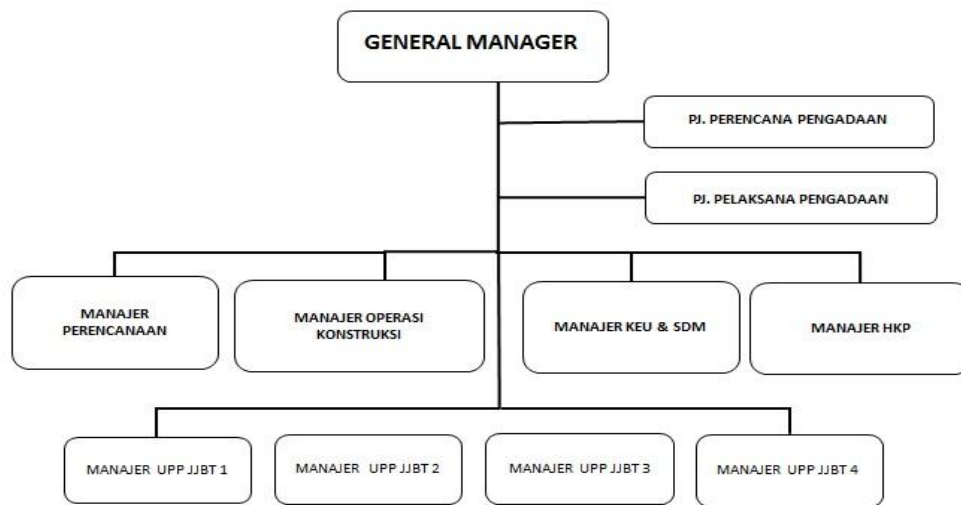 GENERAL MANAGER
PJ. PERENCANA PENGADAAN
PJ. PELAKSANA PENGADAAN
MANAJER
PERENCANAAN
MANAJER OPERASI
KONSTRUKSI
MANAJER KEU & SDM
MANAJER HKP
MANAJER UPP JJBT 1
MANAJER UPP JJBT 2
MANAJER UPP JJBT 3
MANAJER UPP JJBT 4